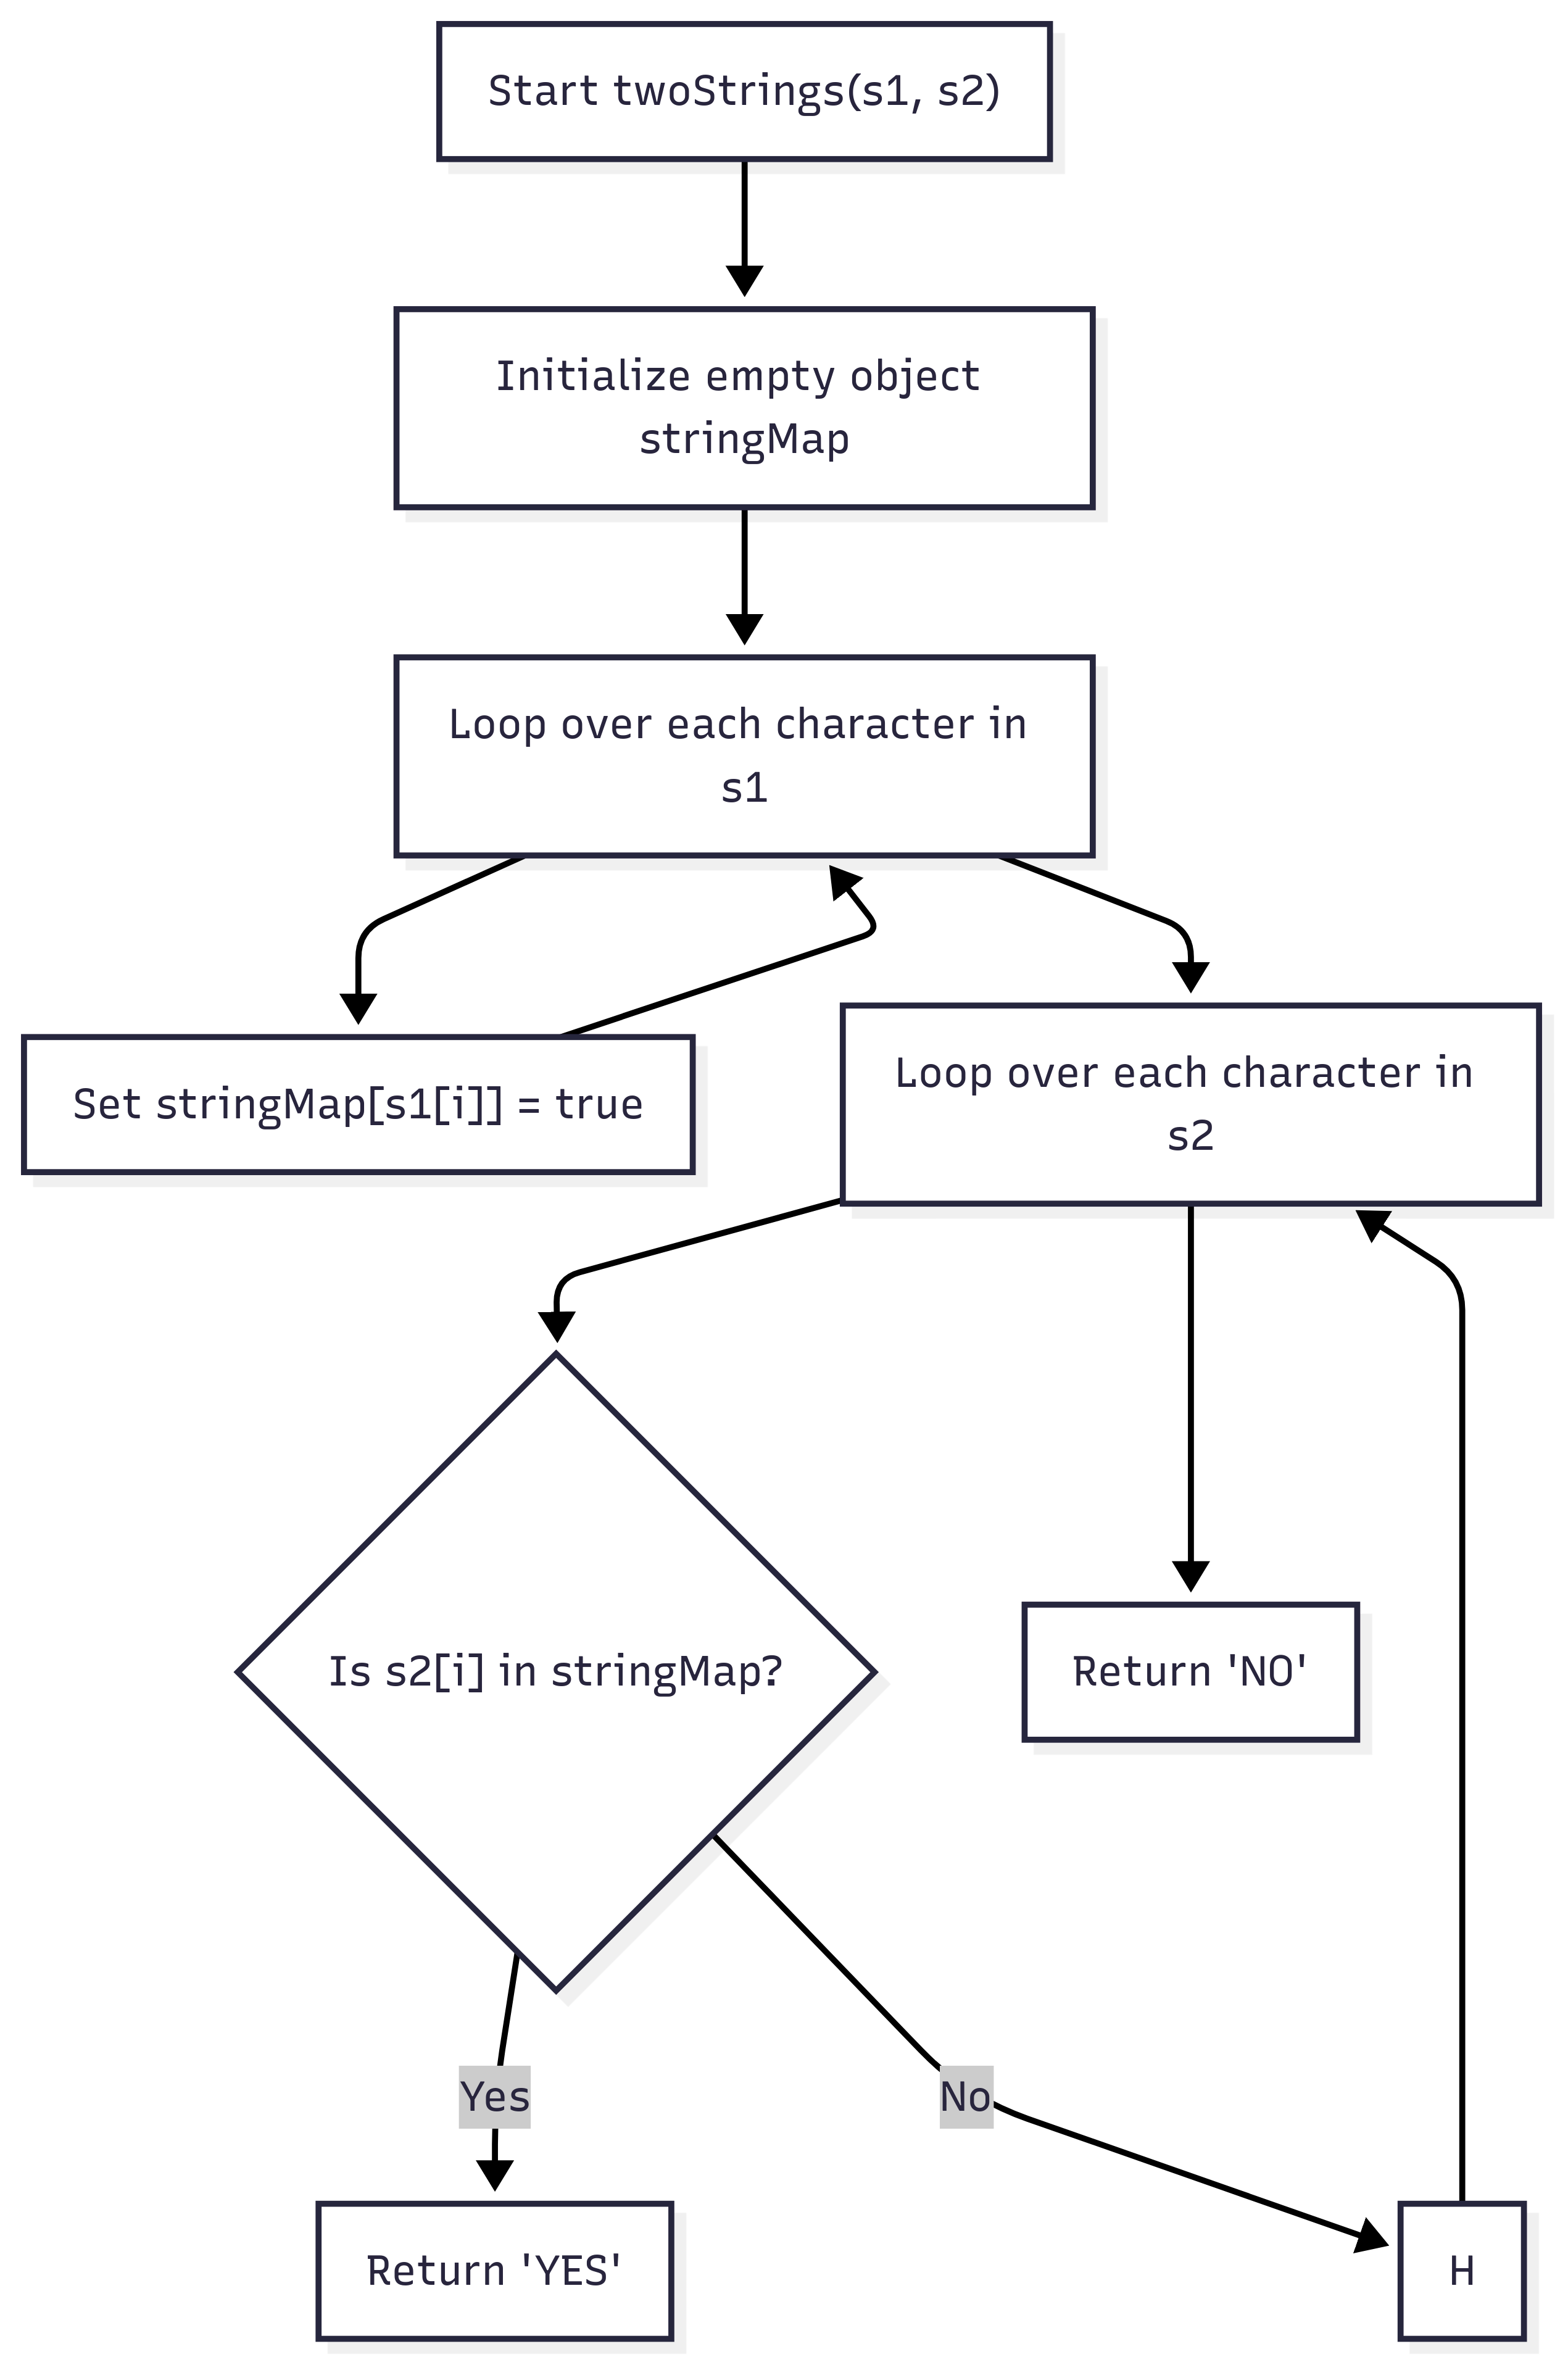 Start twoStrings(s1, s2)
Initialize empty object
stringMap
Loop over each character in
s1
Set stringMap[s1[i]] = true
Loop over each character in
s2
Is s2[i] in stringMap?
Return 'NO'
Yes
No
Return 'YES'
H